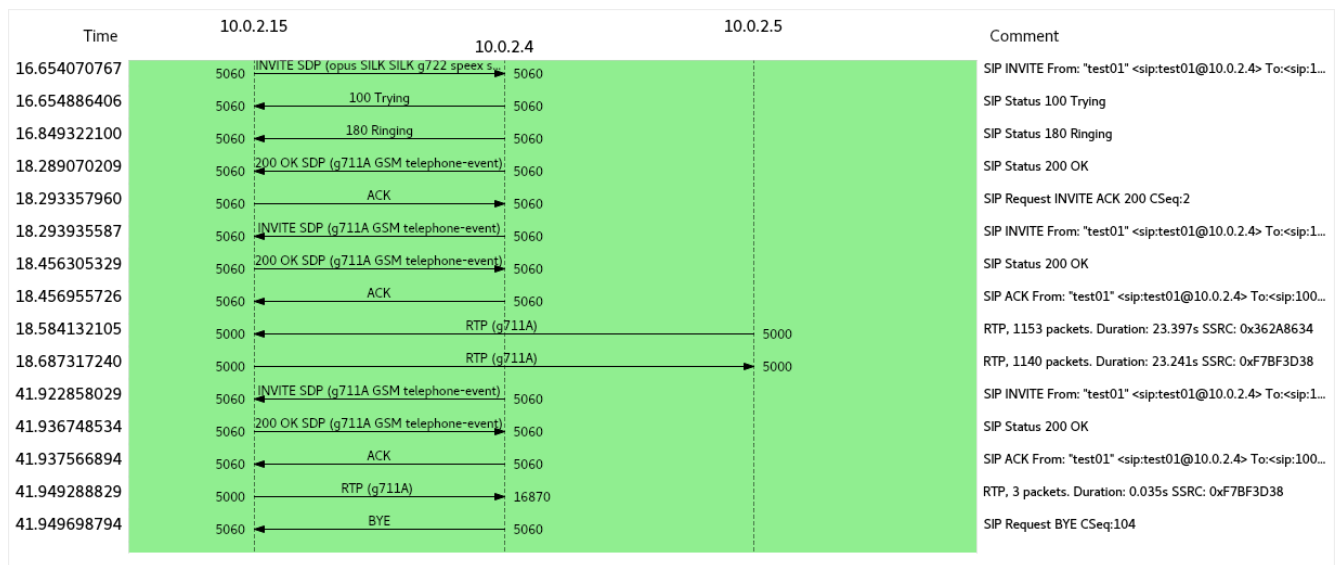 10.0.2.15 10.0.2.5
Time 10.0.2.4 Comment
16.654070767 5060 INVITE SDP (opus SILK SILK g722 speex s... 5060 SIP INVITE From: "test01" <sip:test01@10.0.2.4> To:<sip:1...
16.654886406 5060 100 Trying 5060 SIP Status 100 Trying
16.849322100 5060 180 Ringing 5060 SIP Status 180 Ringing
18.289070209 5060 200 OK SDP (g711A GSM telephone-event) 5060 SIP Status 200 OK
18.293357960 5060 ACK 5060 SIP Request INVITE ACK 200 CSeq:2
18.293935587 5060 INVITE SDP (g711A GSM telephone-event) 5060 SIP INVITE From: "test01" <sip:test01@10.0.2.4> To:<sip:1...
18.456305329 5060 200 OK SDP (g711A GSM telephone-event) 5060 SIP Status 200 OK
18.456955726 5060 ACK 5060 SIP ACK From: "test01" <sip:test01@10.0.2.4> To:<sip:100...
18.584132105 5000 RTP (g711A) 5000 RTP, 1153 packets. Duration: 23.397s SSRC: 0x362A8634
18.687317240 5000 RTP (g711A) 5000 RTP, 1140 packets. Duration: 23.241s SSRC: 0xF7BF3D38
41.922858029 5060 INVITE SDP (g711A GSM telephone-event) 5060 SIP INVITE From: "test01" <sip:test01@10.0.2.4> To:<sip:1...
41.936748534 5060 200 OK SDP (g711A GSM telephone-event) 5060 SIP Status 200 OK
41.937566894 5060 ACK 5060 SIP ACK From: "test01" <sip:test01@10.0.2.4> To:<sip:100...
41.949288829 5000 RTP (g711A) 16870 RTP, 3 packets. Duration: 0.035s SSRC: 0xF7BF3D38
41.949698794 5060 BYE 5060 SIP Request BYE CSeq:104